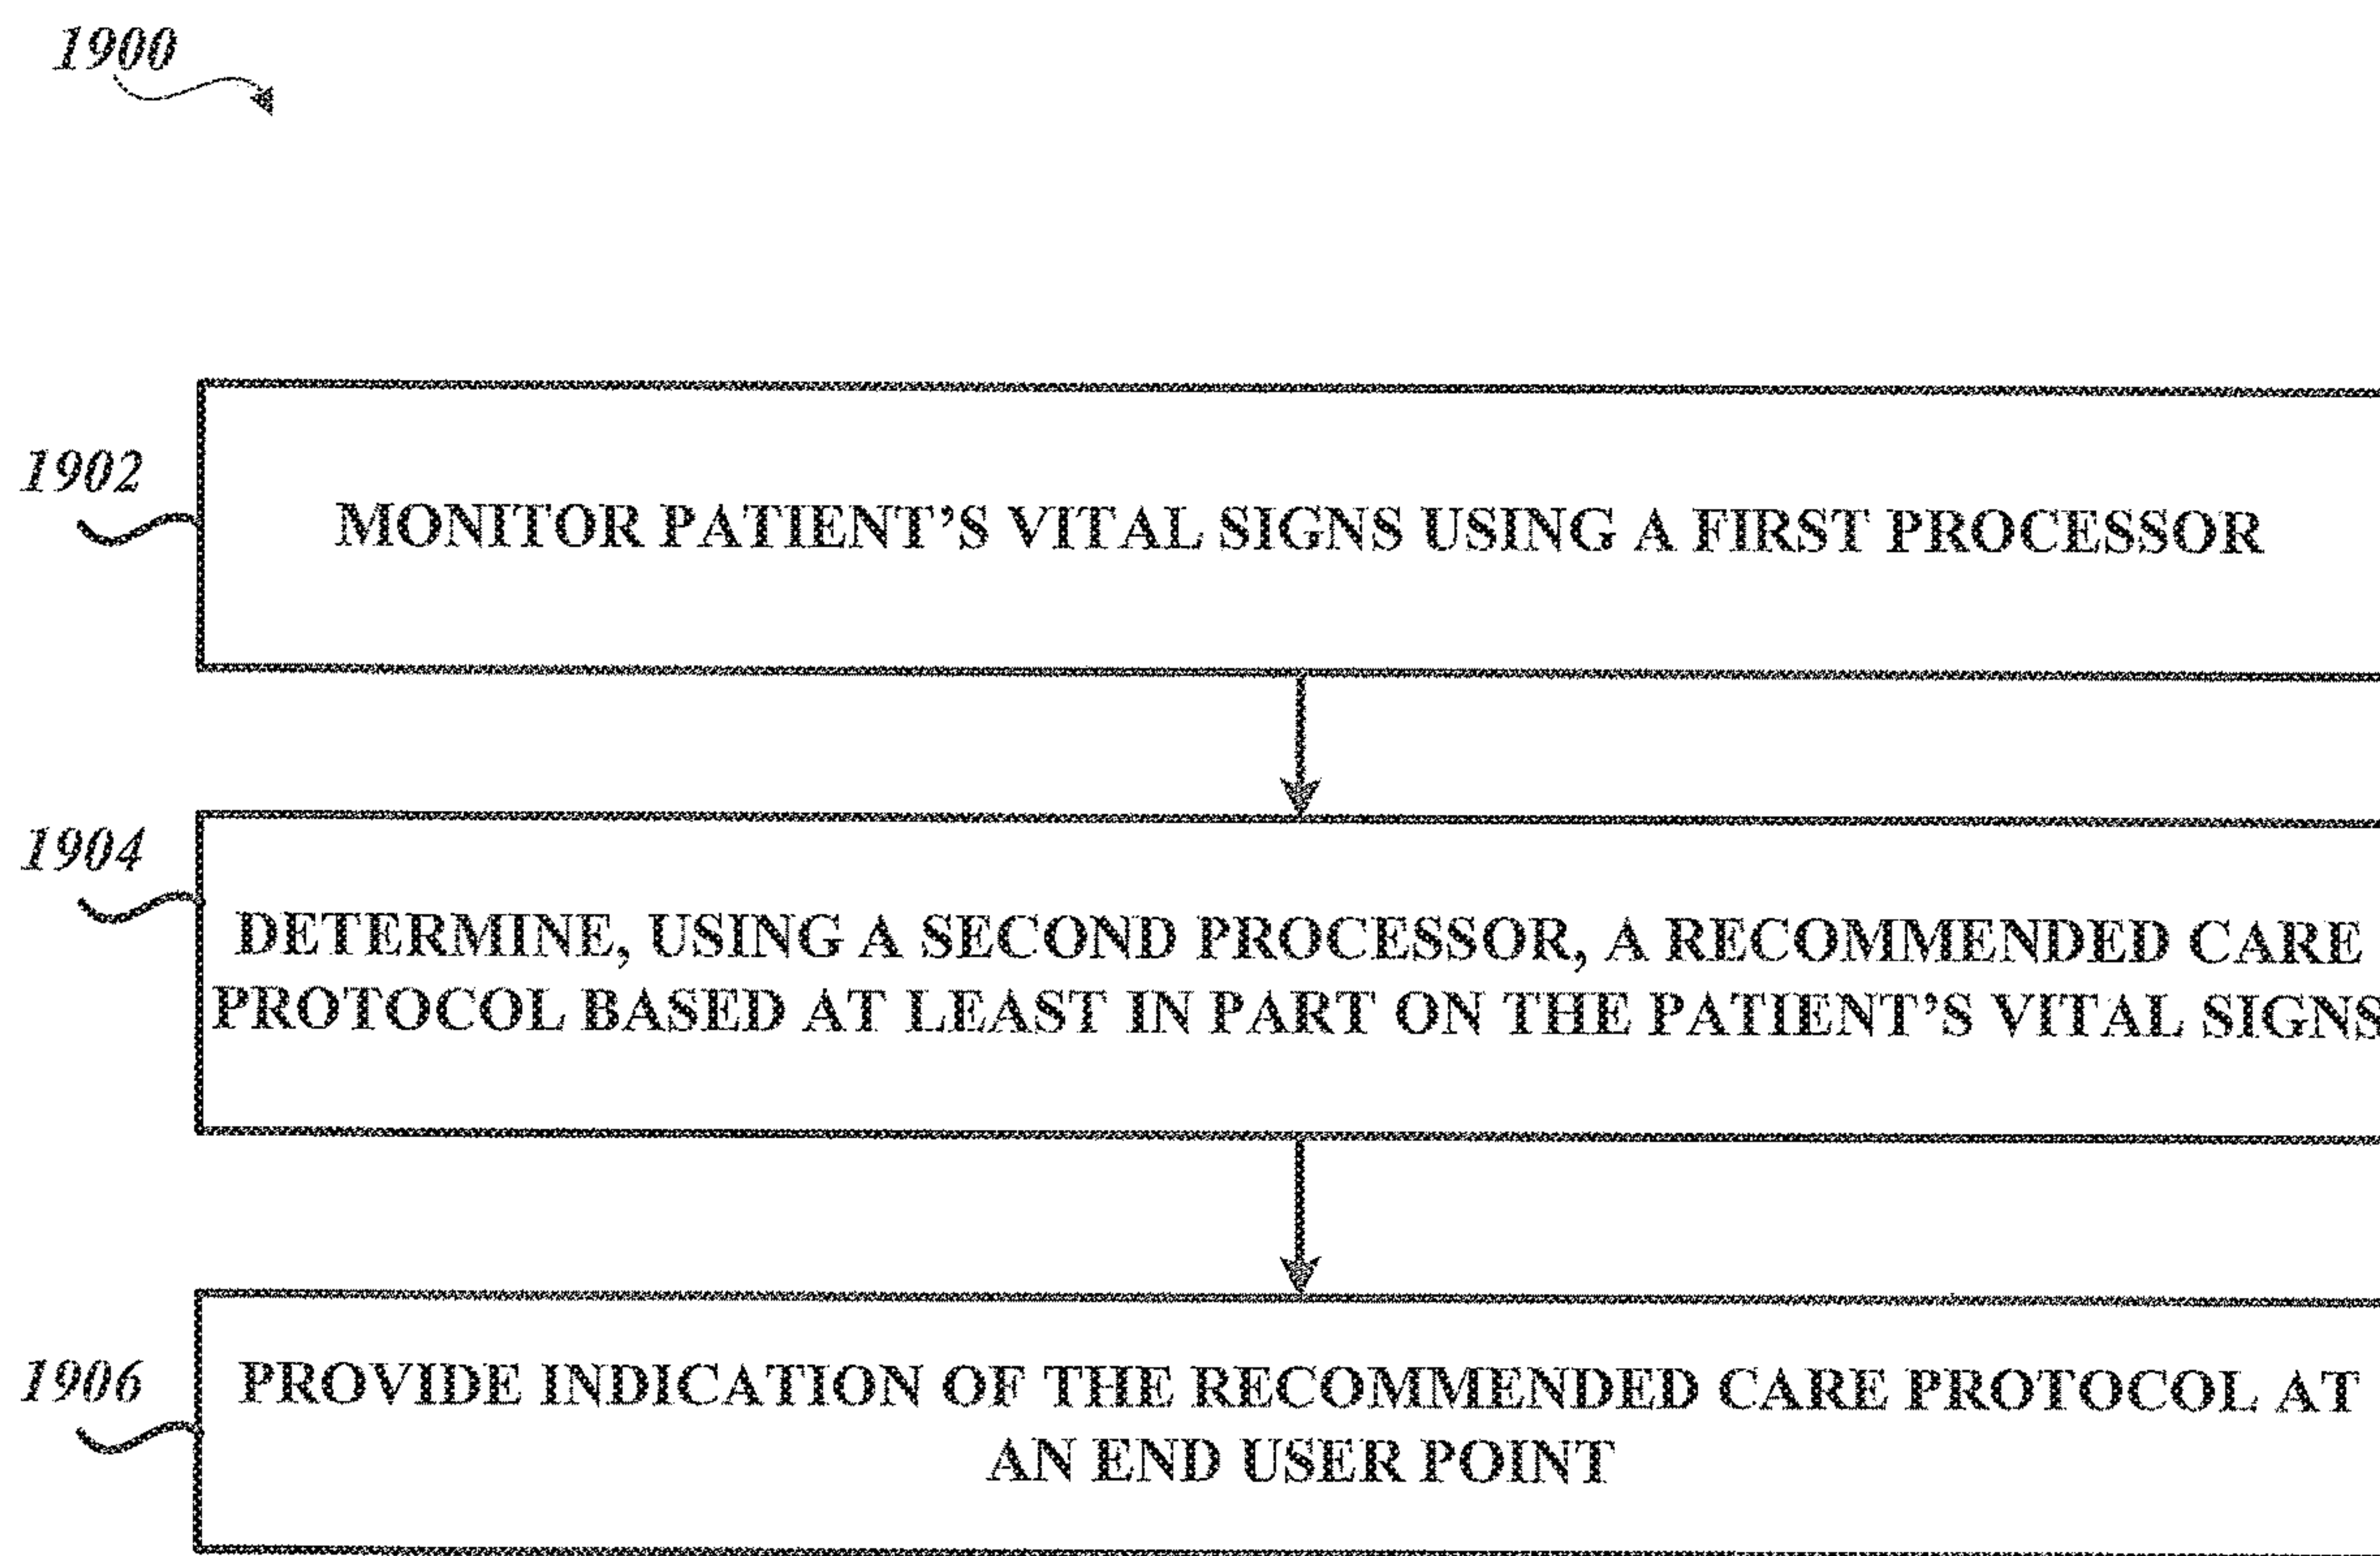 1900
1902
MONITOR PATIENT’S VITAL SIGNS USING A FIRST PROCESSOR
1904
DETERMINE, USING A SECOND PROCESSOR, A RECOMMENDED CARE
PROTOCOL BASED AT LEAST IN PART ON THE PATIENT’S VITAL SIGNS
1906
PROVIDE INDICATION OF THE RECOMMENDED CARE PROTOCOL AT
AN END USER POINT